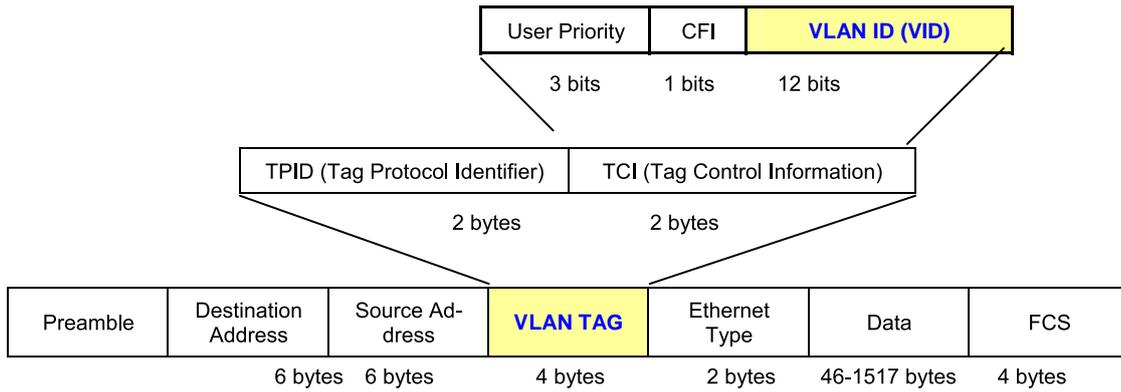 User Priority CFI VLAN ID (VID)
3 bits 1 bits 12 bits
TPID (Tag Protocol Identifier) TCI (Tag Control Information)
2 bytes 2 bytes
Preamble
Destination
Address
Source Ad-
dress
VLAN TAG
Ethernet
Type
Data
FCS
6 bytes 6 bytes 4 bytes 2 bytes 46-1517 bytes 4 bytes